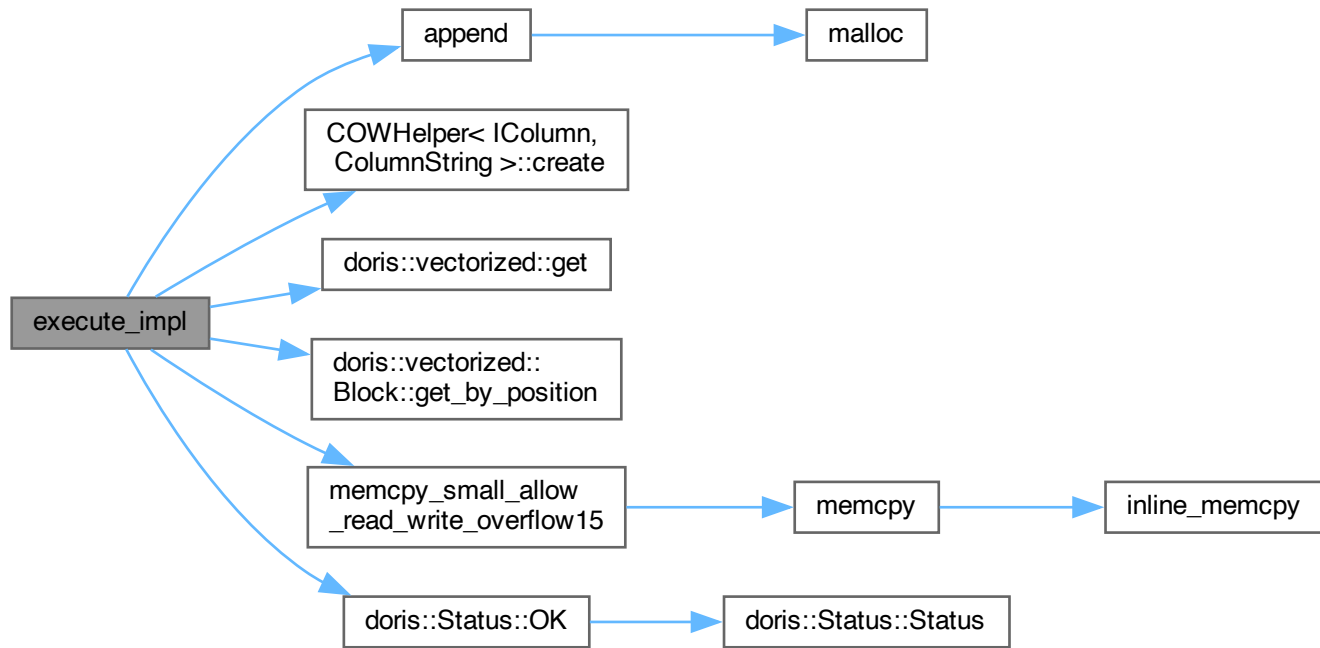 append
malloc
COWHelper< IColumn,
ColumnString >::create
doris::vectorized::get
execute_impl
doris::vectorized::
Block::get_by_position
memcpy_small_allow
_read_write_overflow15
memcpy
inline_memcpy
doris::Status::OK
doris::Status::Status